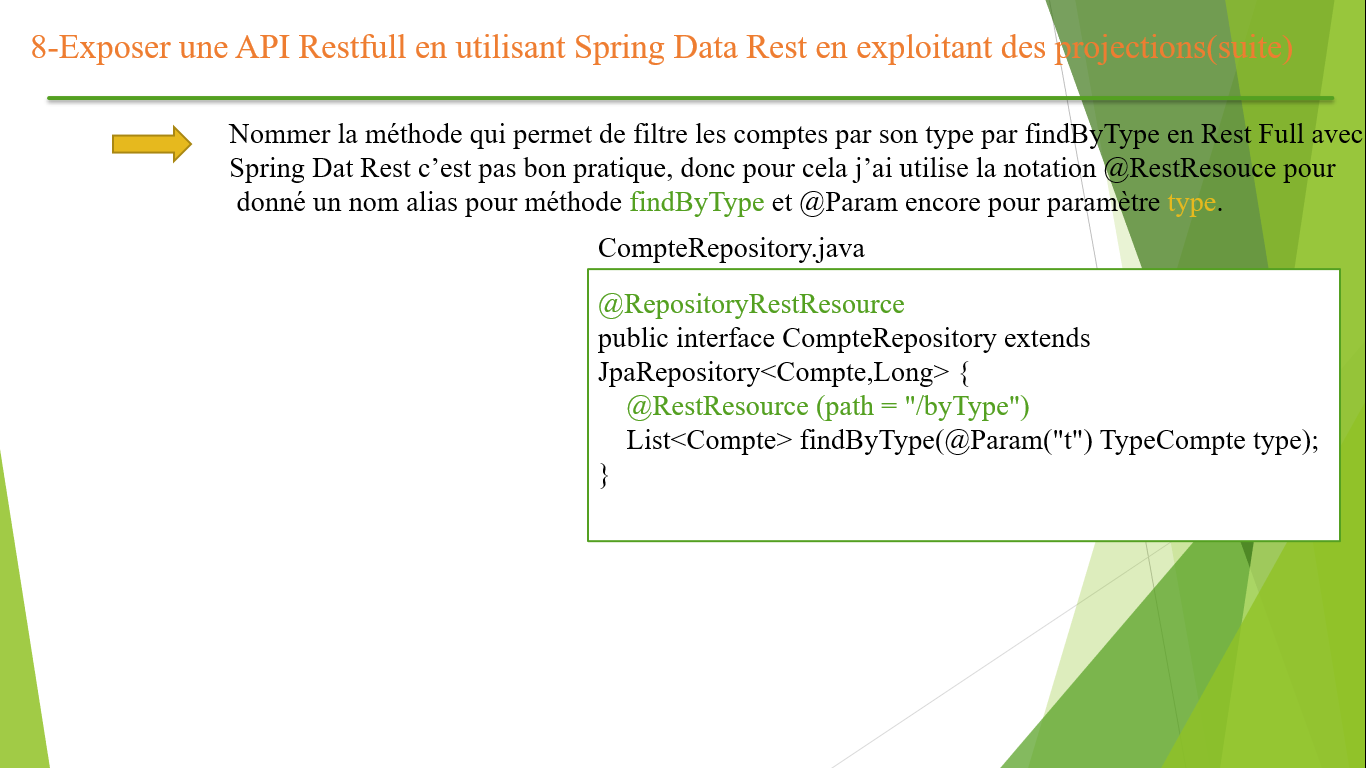 8-Exposer une API Restfull en utilisant Spring Data Rest en exploitant des projections(suite)
Nommer la méthode qui permet de filtre les comptes par son type par findByType en Rest Full avec
Spring Dat Rest c’est pas bon pratique, donc pour cela j’ai utilise la notation @RestResouce pour
donné un nom alias pour méthode findByType et @Param encore pour paramètre type.
CompteRepository.java
@RepositoryRestResource
public interface CompteRepository extends
JpaRepository<Compte,Long> {
@RestResource (path = "/byType")
List<Compte> findByType(@Param("t") TypeCompte type);
}